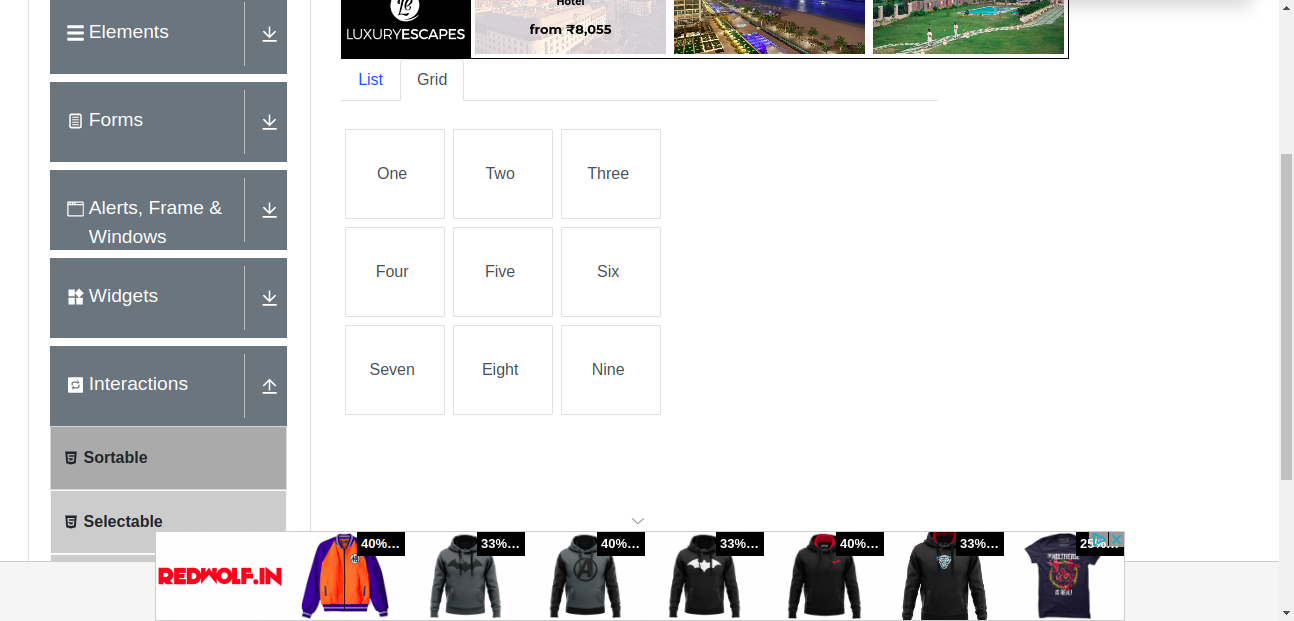 Elements
Forms
Alerts, Frame &
Windows
Widgets
Interactions
Sortable
Selectable
LE
LUXURYESCAPES
Hotel
from ₹8,055
List
Grid
One
Two
Three
Four
Five
Six
Seven
Eight
Nine
REDWOLF.IN
40%...
33%...
40%...
33%...
40%...
33%...